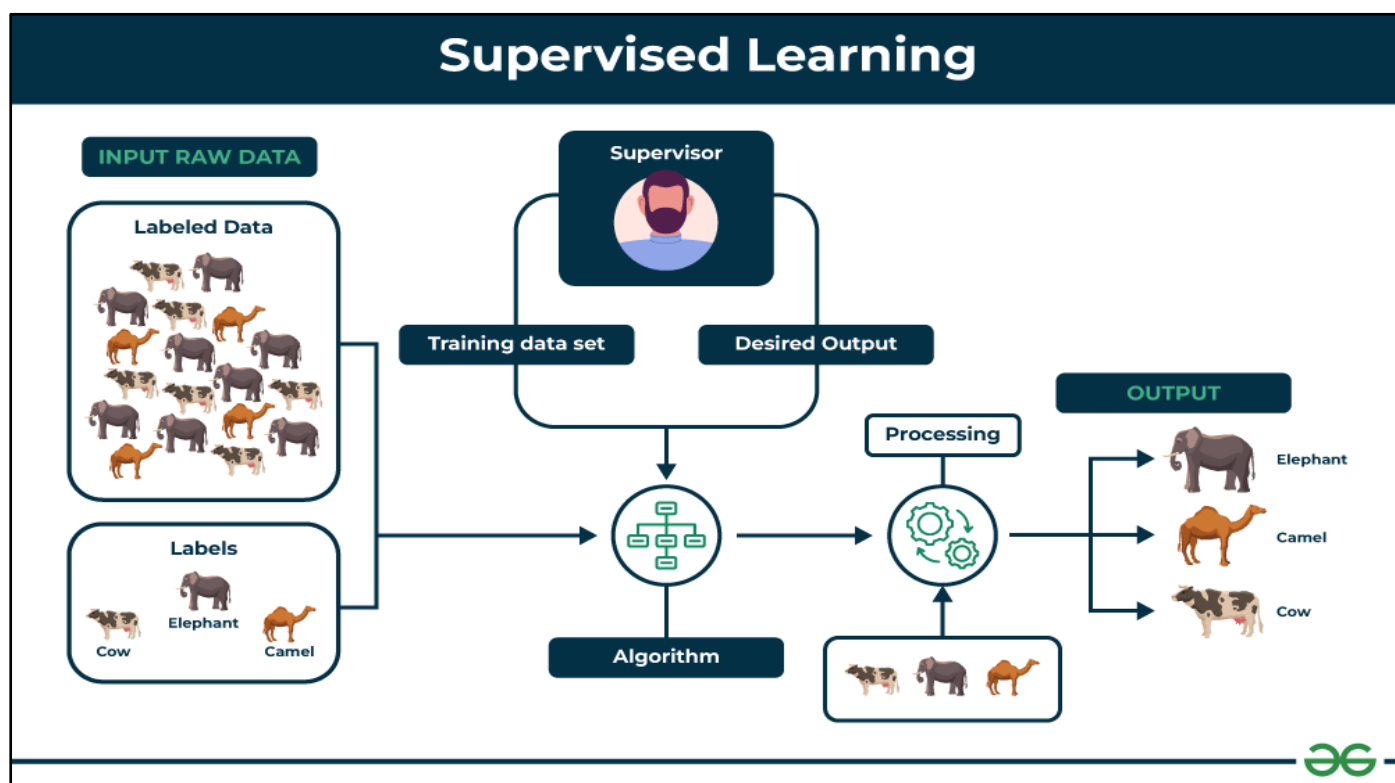 Supervised Learning
INPUT RAW DATA
Labeled Data
Labels
Cow
Elephant
Camel
Supervisor
Training data set
Desired Output
Algorithm
Processing
OUTPUT
Elephant
Camel
Cow